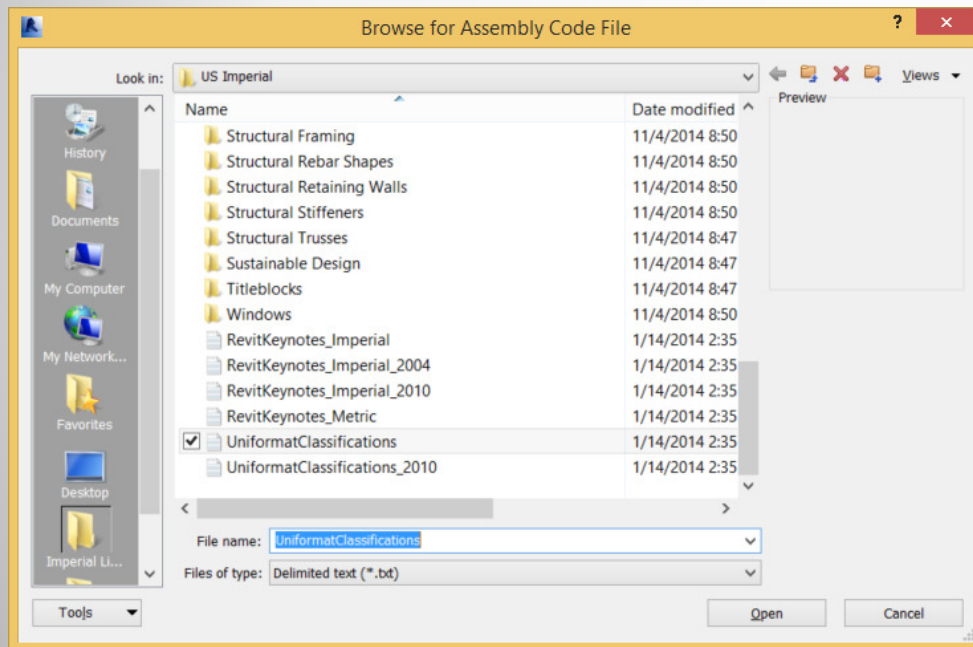 Browse for Assembly Code File
?
Look in: US Imperial
Views
Preview
History
Documents
My Computer
My Network...
Favorites
Desktop
Imperial Li...
Name Date modified
Structural Framing 11/4/2014 8:50
Structural Rebar Shapes 11/4/2014 8:50
Structural Retaining Walls 11/4/2014 8:50
Structural Stiffeners 11/4/2014 8:50
Structural Trusses 11/4/2014 8:47
Sustainable Design 11/4/2014 8:47
Titleblocks 11/4/2014 8:47
Windows 11/4/2014 8:50
RevitKeynotes_Imperial 1/14/2014 2:35
RevitKeynotes_Imperial_2004 1/14/2014 2:35
RevitKeynotes_Imperial_2010 1/14/2014 2:35
RevitKeynotes_Metric 1/14/2014 2:35
UniformatClassifications 1/14/2014 2:35
UniformatClassifications_2010 1/14/2014 2:35
File name: UniformatClassifications
Files of type: Delimited text (*.txt)
Tools
Open
Cancel